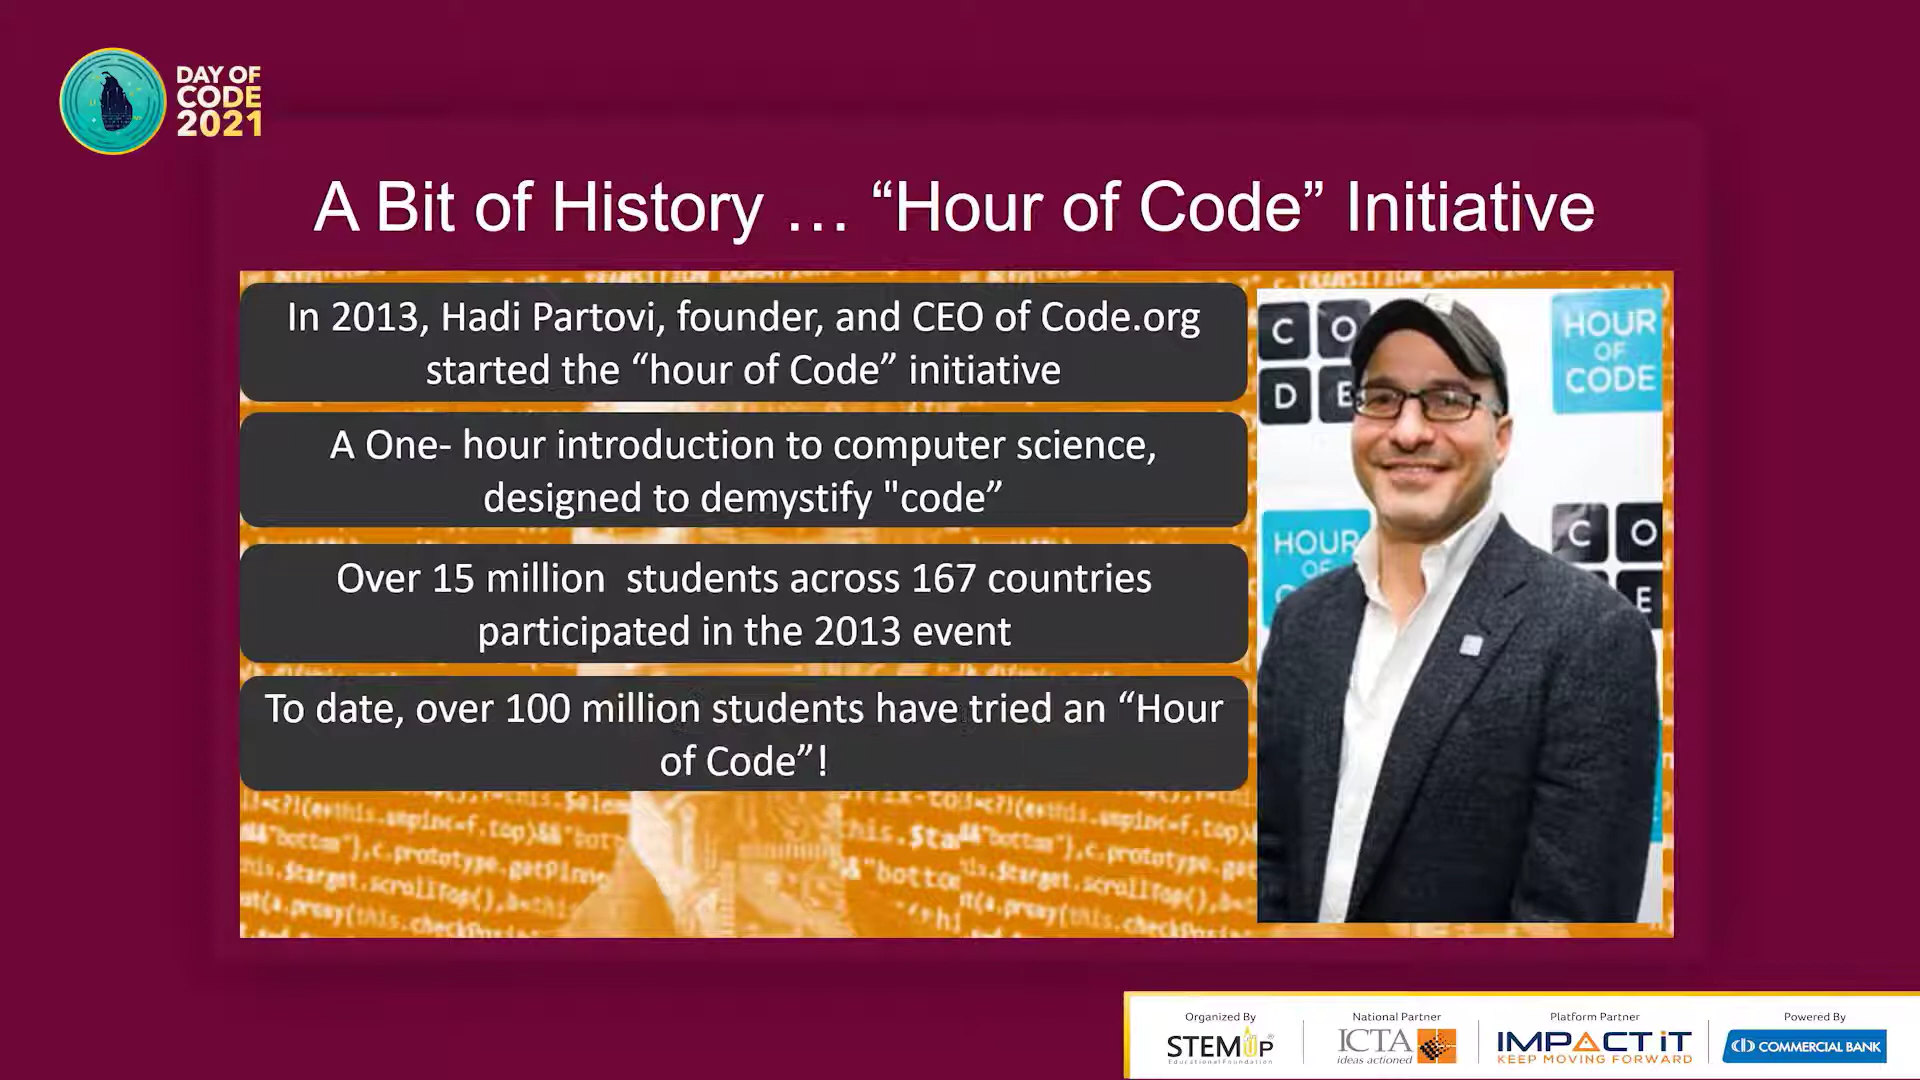 DAY OF
CODE
2021
A Bit of History … “Hour of Code” Initiative
In 2013, Hadi Partovi, founder, and CEO of Code.org
started the “hour of Code” initiative
A One- hour introduction to computer science,
designed to demystify "code”
Over 15 million  students across 167 countries
participated in the 2013 event
To date, over 100 million students have tried an “Hour
of Code”!
C O
D E
HOUR
OF
CODE
HOUR
OF
C O
E
Organized By
STEMUP
Educational Foundation
National Partner
ICTA
ideas actioned
Platform Partner
IMPACT iT
KEEP MOVING FORWARD
Powered By
COMMERCIAL BANK